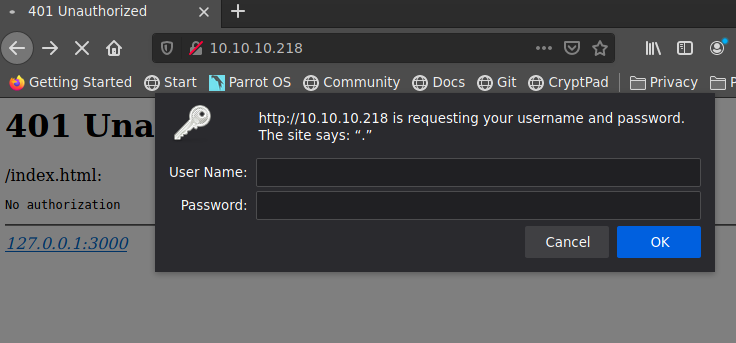 401 Unauthorized
10.10.10.218
Getting Started Start Parrot OS Community Docs Git CryptPad Privacy P
401 Una
http://10.10.10.218 is requesting your username and password.
The site says: “.”
/index.html:
User Name:
No authorization
Password:
127.0.0.1:3000
Cancel OK